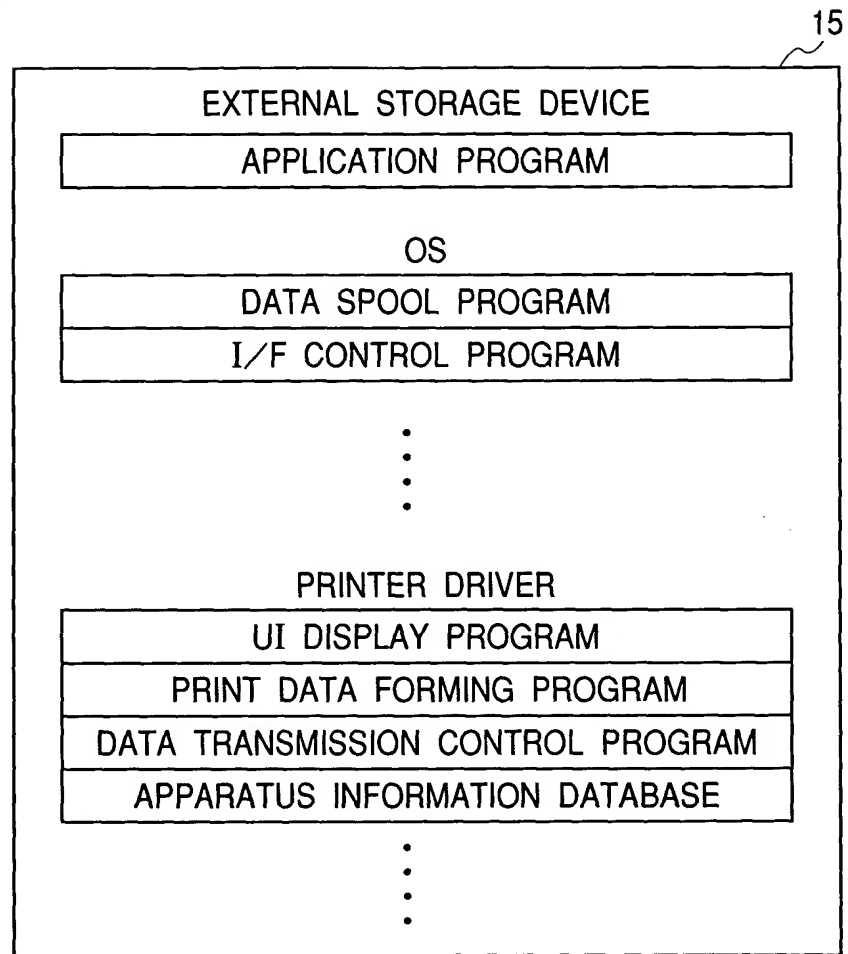 15
EXTERNAL STORAGE DEVICE
APPLICATION PROGRAM
OS
DATA SPOOL PROGRAM
I/F CONTROL PROGRAM
PRINTER DRIVER
UI DISPLAY PROGRAM
PRINT DATA FORMING PROGRAM
DATA TRANSMISSION CONTROL PROGRAM
APPARATUS INFORMATION DATABASE